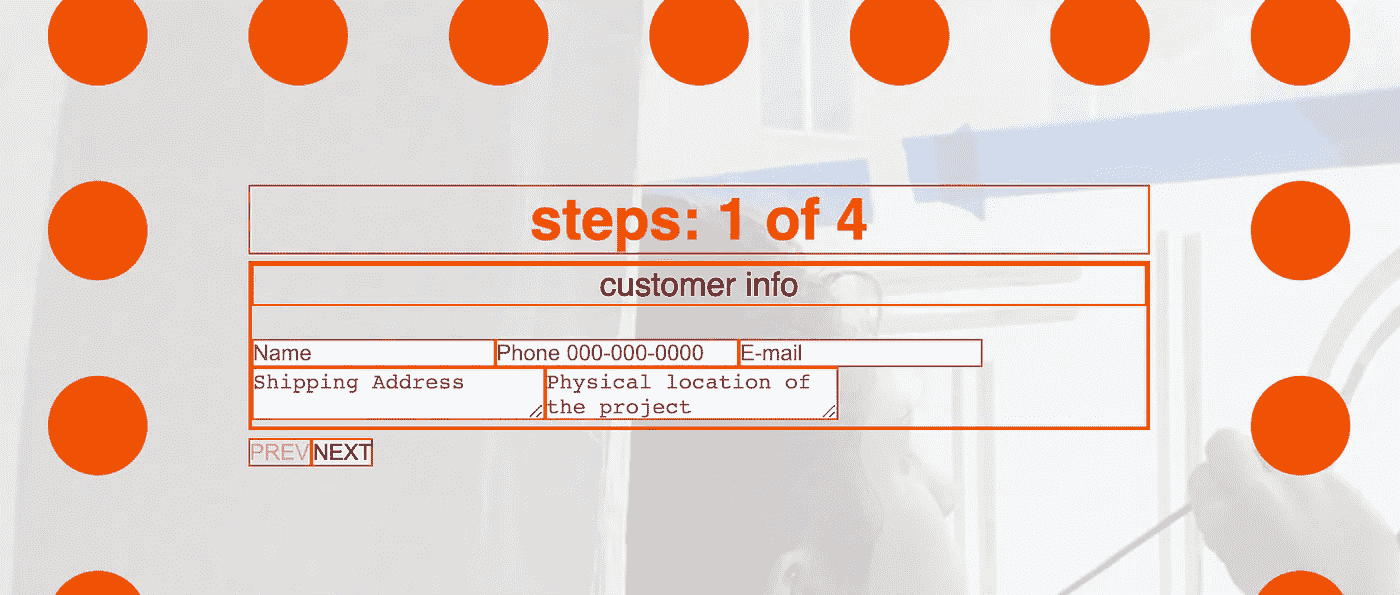 steps: 1 of 4
customer info
Name Phone 000-000-0000 E-mail
Shipping Address Physical location of
the project
PREV NEXT